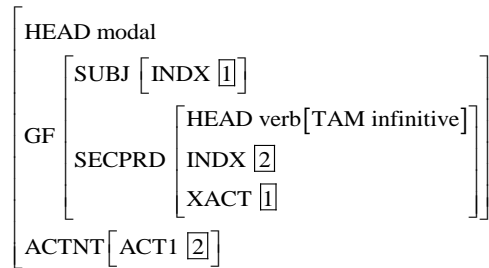 HEAD modal
SUBJ [INDX 1]
HEAD verb[TAM infinitive]
GF
SECPRD
INDX 2
XACT 1
ACTNT[ACT1 2]